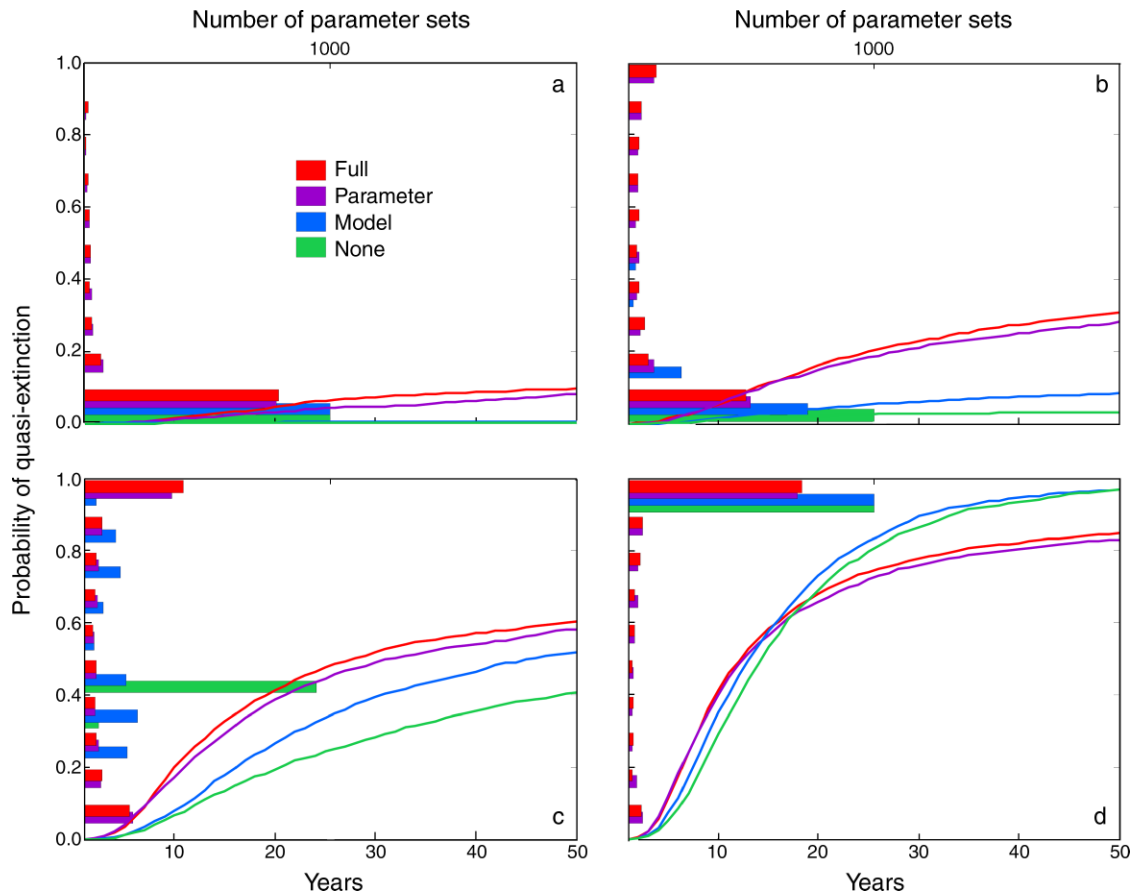 Number of parameter sets
Number of parameter sets
1000
1000
1.0
0.8
0.6
0.4
0.2
0.0
a
b
Full
Parameter
Model
None
Probability of quasi-extinction
1.0
0.8
0.6
0.4
0.2
0.0
c
d
10
20
30
40
50
10
20
30
40
50
Years
Years